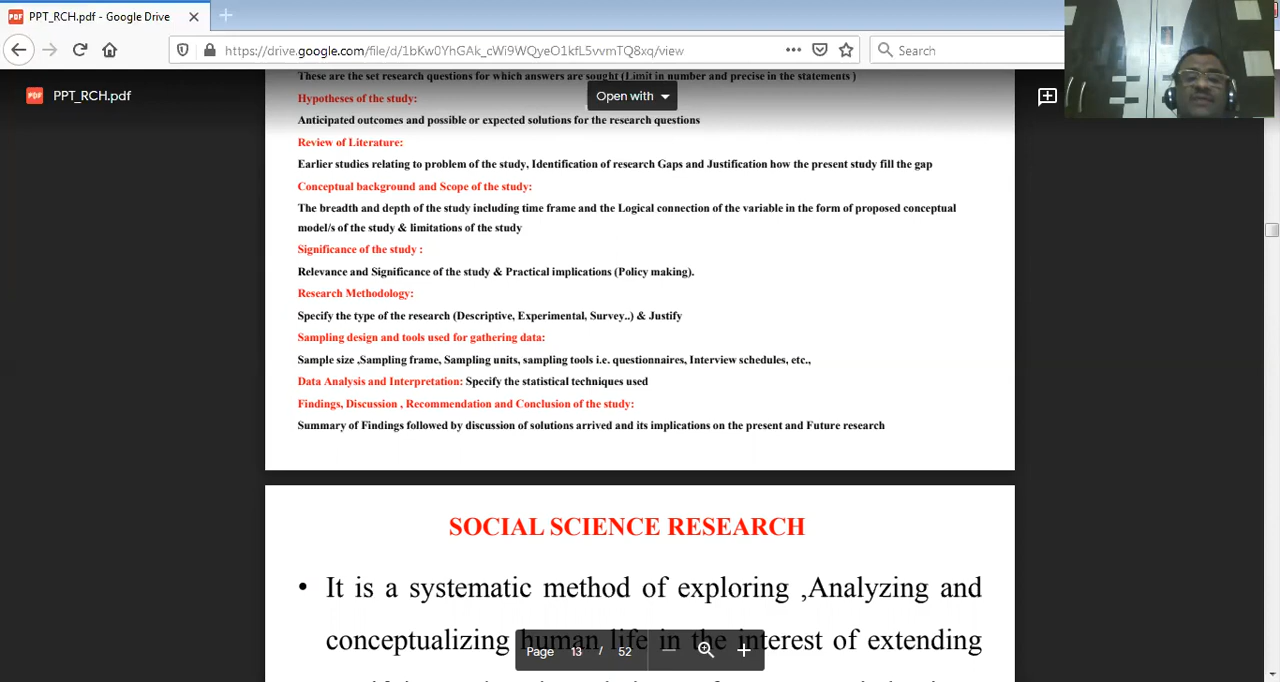 PPT_RCH.pdf - Google Drive
https://drive.google.com/file/d/1bKw0YhGAk_cWi9WQyeO1kfL5vvmTQ8xq/view
Search
PPT_RCH.pdf
Open with
These are the set research questions for which answers are sought (Limit in number and precise in the statements )
Hypotheses of the study:
Anticipated outcomes and possible or expected solutions for the research questions
Review of Literature:
Earlier studies relating to problem of the study, Identification of research Gaps and Justification how the present study fill the gap
Conceptual background and Scope of the study:
The breadth and depth of the study including time frame and the Logical connection of the variable in the form of proposed conceptual
model/s of the study & limitations of the study
Significance of the study :
Relevance and Significance of the study & Practical implications (Policy making).
Research Methodology:
Specify the type of the research (Descriptive, Experimental, Survey..) & Justify
Sampling design and tools used for gathering data:
Sample size ,Sampling frame, Sampling units, sampling tools i.e. questionnaires, Interview schedules, etc.,
Data Analysis and Interpretation: Specify the statistical techniques used
Findings, Discussion , Recommendation and Conclusion of the study:
Summary of Findings followed by discussion of solutions arrived and its implications on the present and Future research
SOCIAL SCIENCE RESEARCH
• It is a systematic method of exploring ,Analyzing and
conceptualizing human life in the interest of extending
Page 13 / 52